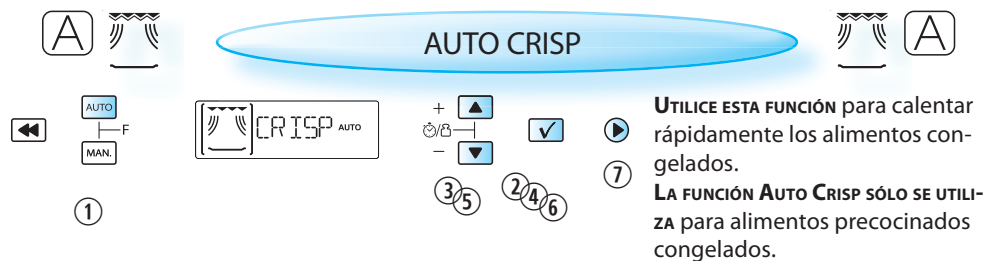 A
AUTO CRISP
A
AUTO
F
MAN.
CRISP AUTO
+
/
−
1
3 5
2 4 6
7
UTILICE ESTA FUNCIÓN para calentar
rápidamente los alimentos con-
gelados.
LA FUNCIÓN AUTO CRISP SÓLO SE UTILI-
ZA para alimentos precocinados
congelados.